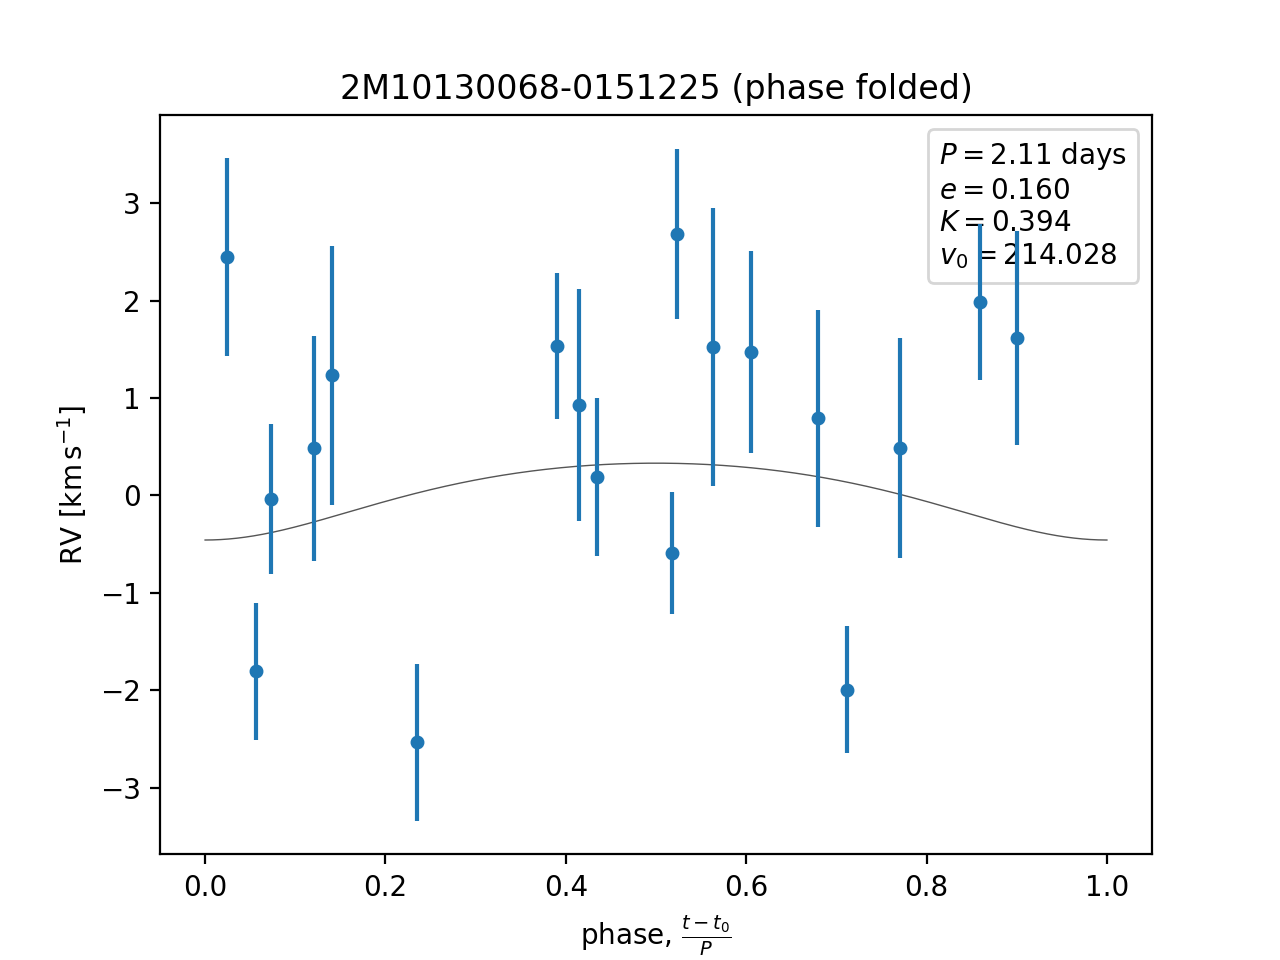 2M10130068-0151225 (phase folded)
P = 2.11 days
e = 0.160
K = 0.394
v₀ = 214.028
3
2
1
0
−1
−2
−3
RV [km s⁻¹]
0.0 0.2 0.4 0.6 0.8 1.0
phase, (t − t₀)/P